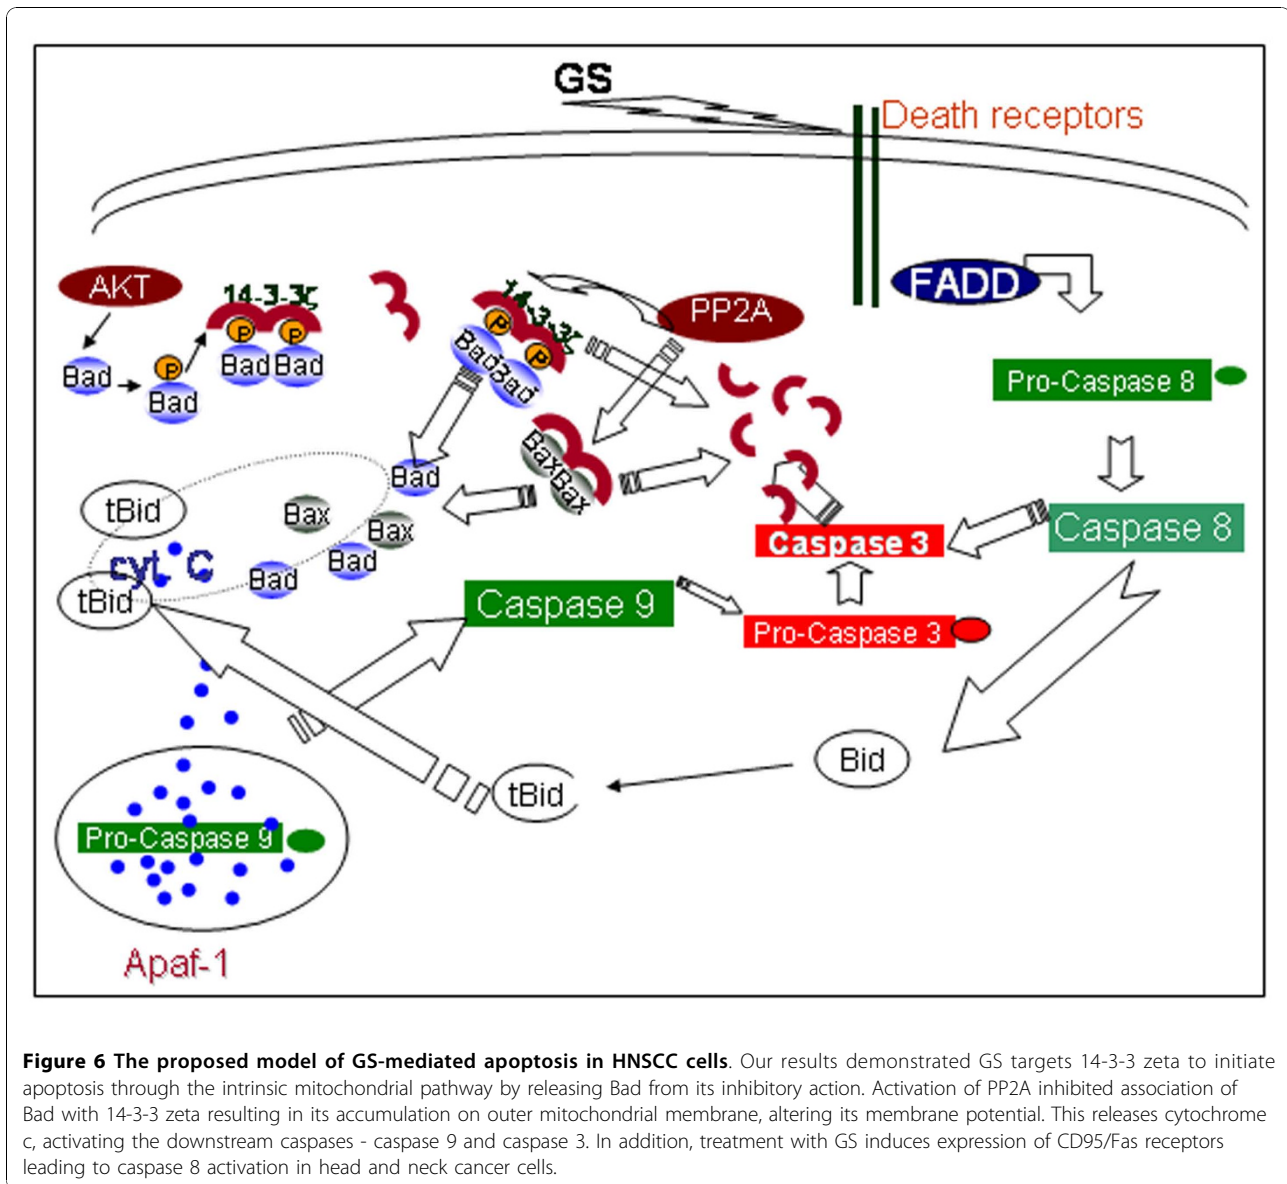 GS
Death receptors
AKT
14-3-3ζ
14-3-3ζ
PP2A
FADD
P
P
P
P
P
Bad
Bad
Bad
Bad
Bad
Bad
Pro-Caspase 8
Bax
Bax
Bad
tBid
Bax
Bax
Caspase 3
Caspase 8
cyt. C
Bad
Bad
tBid
Caspase 9
Pro-Caspase 3
Bid
tBid
Pro-Caspase 9
Apaf-1
Figure 6 The proposed model of GS-mediated apoptosis in HNSCC cells. Our results demonstrated GS targets 14-3-3 zeta to initiate
apoptosis through the intrinsic mitochondrial pathway by releasing Bad from its inhibitory action. Activation of PP2A inhibited association of
Bad with 14-3-3 zeta resulting in its accumulation on outer mitochondrial membrane, altering its membrane potential. This releases cytochrome
c, activating the downstream caspases - caspase 9 and caspase 3. In addition, treatment with GS induces expression of CD95/Fas receptors
leading to caspase 8 activation in head and neck cancer cells.